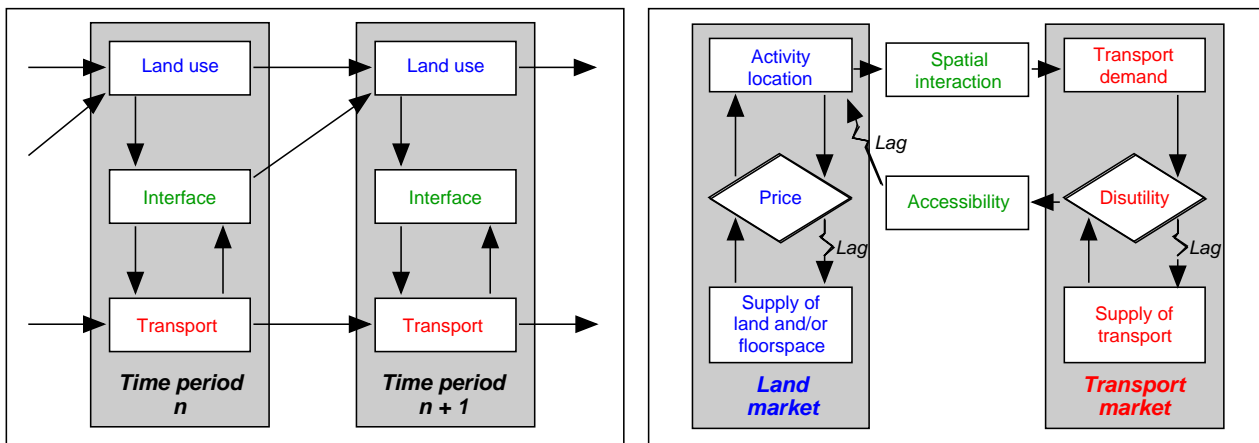 Land use
Interface
Transport
Time period
n
Land use
Interface
Transport
Time period
n + 1
Activity
location
Spatial
interaction
Transport
demand
Lag
Price
Accessibility
Disutility
Lag
Lag
Supply of
land and/or
floorspace
Supply of
transport
Land
market
Transport
market